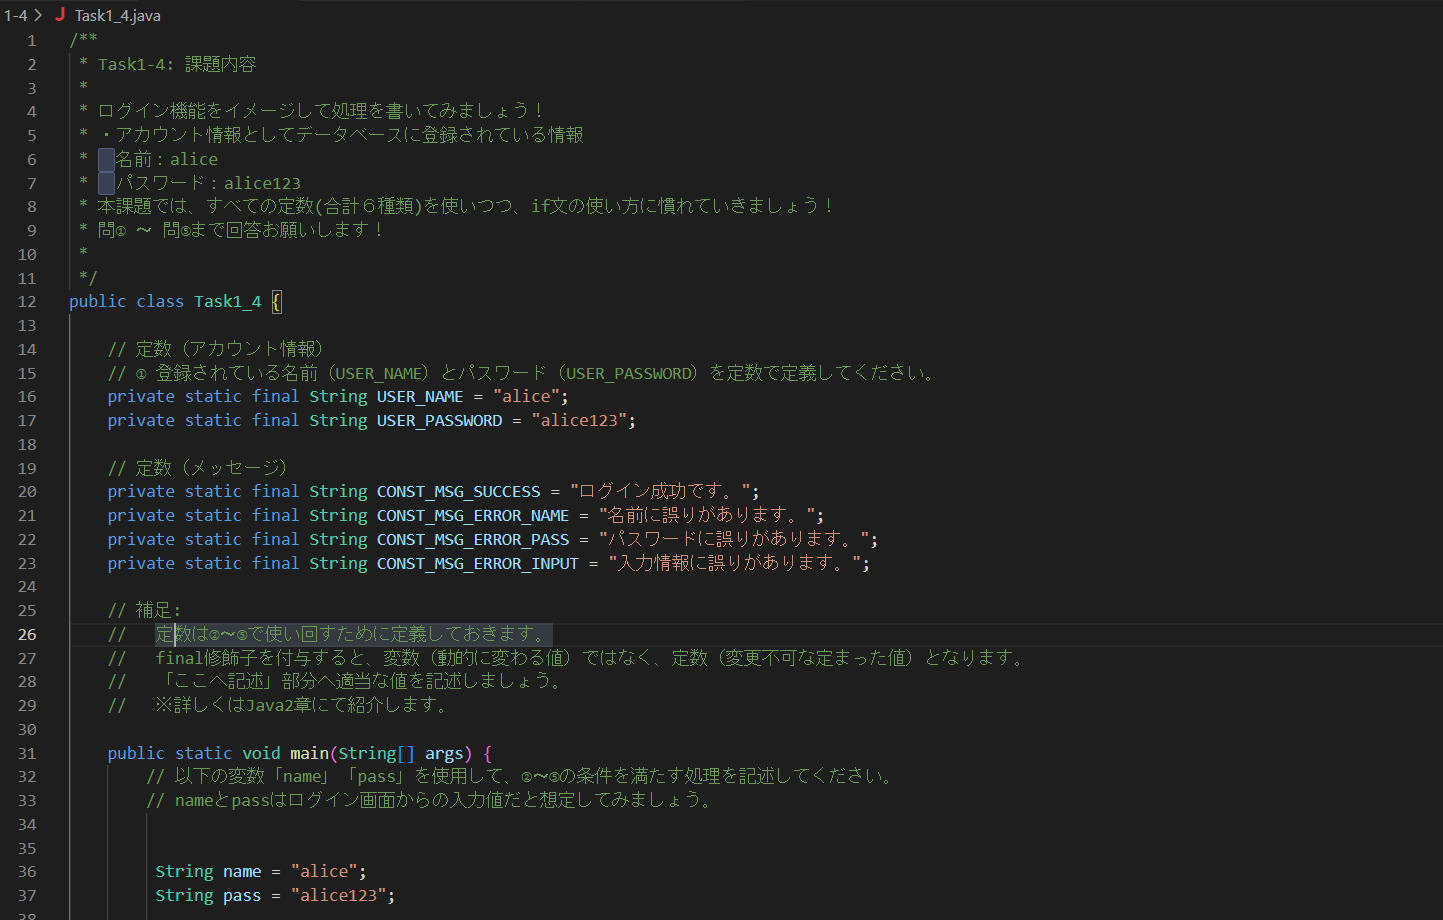 1-4 > J Task1_4.java
1 /**
2 * Task1-4: 課題内容
3 *
4 * ログイン機能をイメージして処理を書いてみましょう！
5 * ・アカウント情報としてデータベースに登録されている情報
6 * 　名前：alice
7 * 　パスワード：alice123
8 * 本課題では、すべての定数(合計６種類)を使いつつ、if文の使い方に慣れていきましょう！
9 * 問① ～ 問⑤まで回答お願いします！
10 *
11 */
12 public class Task1_4 {
13
14 // 定数（アカウント情報）
15 // ① 登録されている名前（USER_NAME）とパスワード（USER_PASSWORD）を定数で定義してください。
16 private static final String USER_NAME = "alice";
17 private static final String USER_PASSWORD = "alice123";
18
19 // 定数（メッセージ）
20 private static final String CONST_MSG_SUCCESS = "ログイン成功です。";
21 private static final String CONST_MSG_ERROR_NAME = "名前に誤りがあります。";
22 private static final String CONST_MSG_ERROR_PASS = "パスワードに誤りがあります。";
23 private static final String CONST_MSG_ERROR_INPUT = "入力情報に誤りがあります。";
24
25 // 補足:
26 // 定数は②～⑤で使い回すために定義しておきます。
27 // final修飾子を付与すると、変数（動的に変わる値）ではなく、定数（変更不可な定まった値）となります。
28 // 「ここへ記述」部分へ適当な値を記述しましょう。
29 // ※詳しくはJava2章にて紹介します。
30
31 public static void main(String[] args) {
32 // 以下の変数「name」「pass」を使用して、②～⑤の条件を満たす処理を記述してください。
33 // nameとpassはログイン画面からの入力値だと想定してみましょう。
34
35
36 String name = "alice";
37 String pass = "alice123";
38